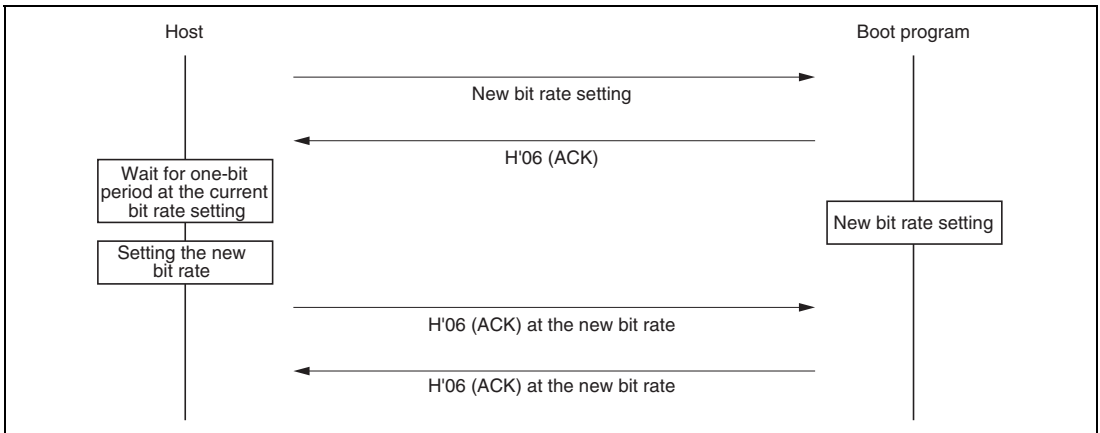 Host
Boot program
New bit rate setting
H'06 (ACK)
Wait for one-bit
period at the current
bit rate setting
New bit rate setting
Setting the new
bit rate
H'06 (ACK) at the new bit rate
H'06 (ACK) at the new bit rate